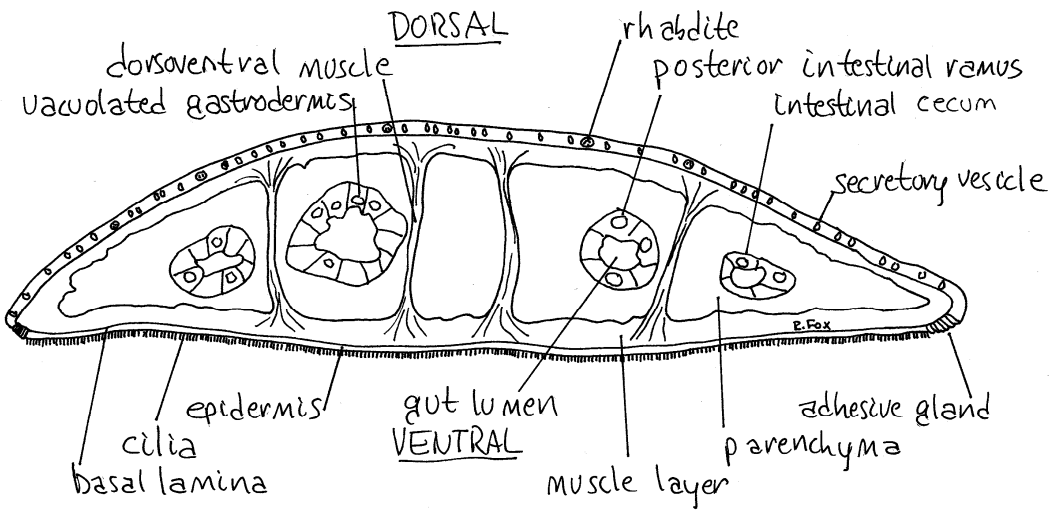 DORSAL
rhabdite
dorsoventral muscle
posterior intestinal ramus
vacuolated gastrodermis
intestinal cecum
secretory vesicle
R.Fox
epidermis
gut lumen
adhesive gland
cilia
VENTRAL
parenchyma
basal lamina
muscle layer